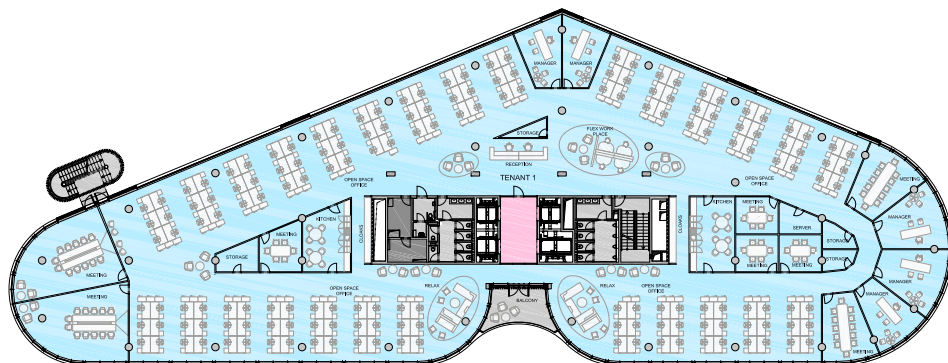 MANAGER
MANAGER
STORAGE
FLEX WORK
PLACE
RECEPTION
TENANT 1
OPEN SPACE
OFFICE
OPEN SPACE
OFFICE
MEETING
KITCHEN
MEETING
STORAGE
CLOAKS
CLOAKS
KITCHEN
MEETING
SERVER
STORAGE
MEETING
MEETING
STORAGE
MANAGER
MANAGER
MANAGER
MEETING
MEETING
MEETING
OPEN SPACE
OFFICE
RELAX
BALCONY
RELAX
OPEN SPACE
OFFICE